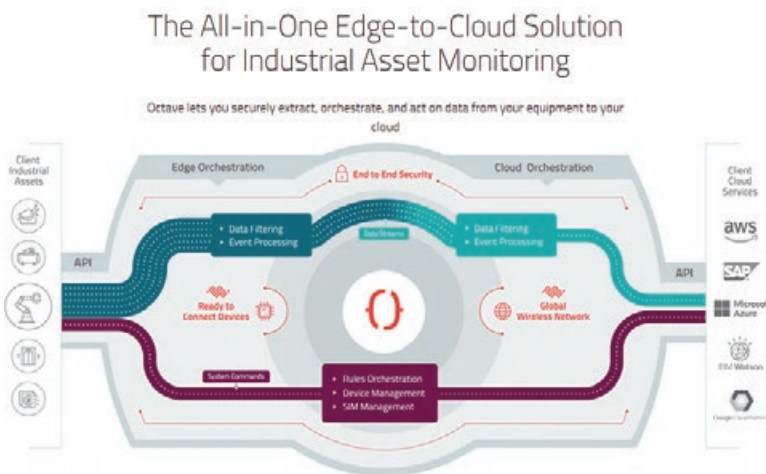 The All-in-One Edge-to-Cloud Solution
for Industrial Asset Monitoring
Octave lets you securely extract, orchestrate, and act on data from your equipment to your
cloud
Client
Industrial
Assets
Edge Orchestration
End to End Security
Cloud Orchestration
Client
Cloud
Services
Data Filtering
Event Processing
Data Streams
Data Filtering
Event Processing
aws
API
API
SAP
Ready to
Connect Devices
Global
Wireless Network
Microsoft
Azure
System Commands
Rules Orchestration
Device Management
SIM Management
IBM Watson